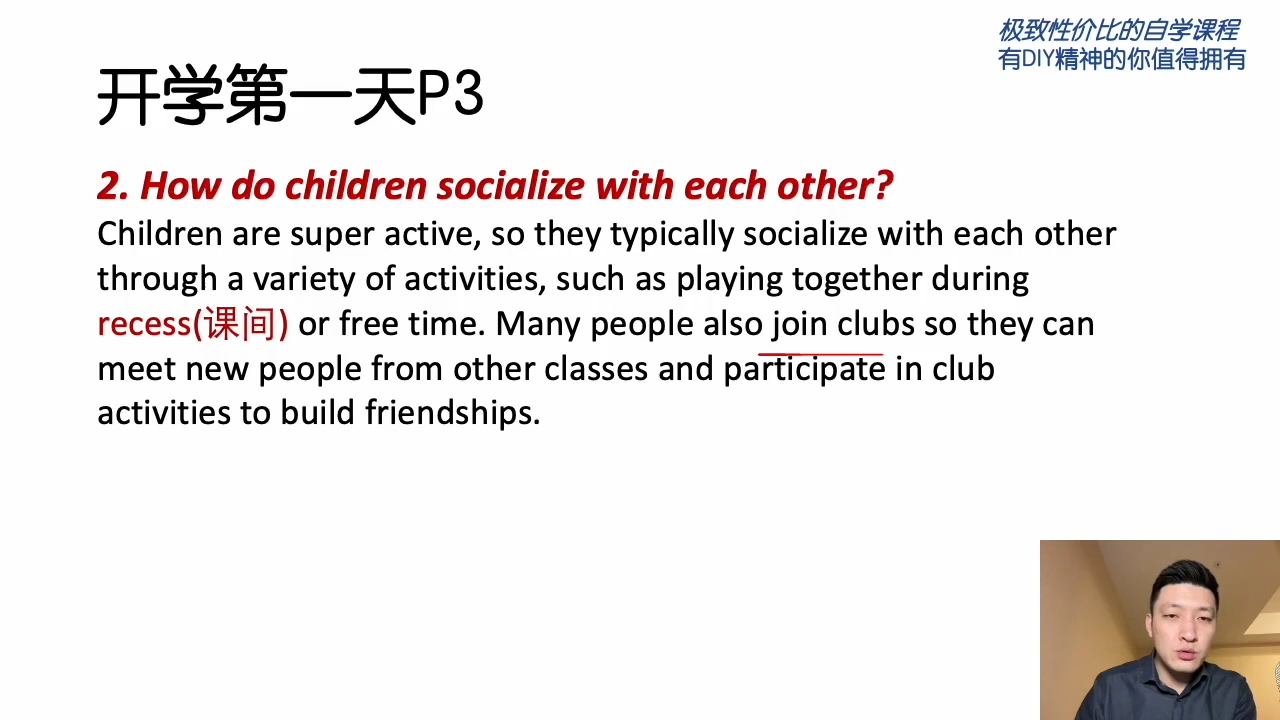 极致性价比的自学课程
有DIY精神的你值得拥有
开学第一天P3
2. How do children socialize with each other?
Children are super active, so they typically socialize with each other
through a variety of activities, such as playing together during
recess(课间) or free time. Many people also join clubs so they can
meet new people from other classes and participate in club
activities to build friendships.